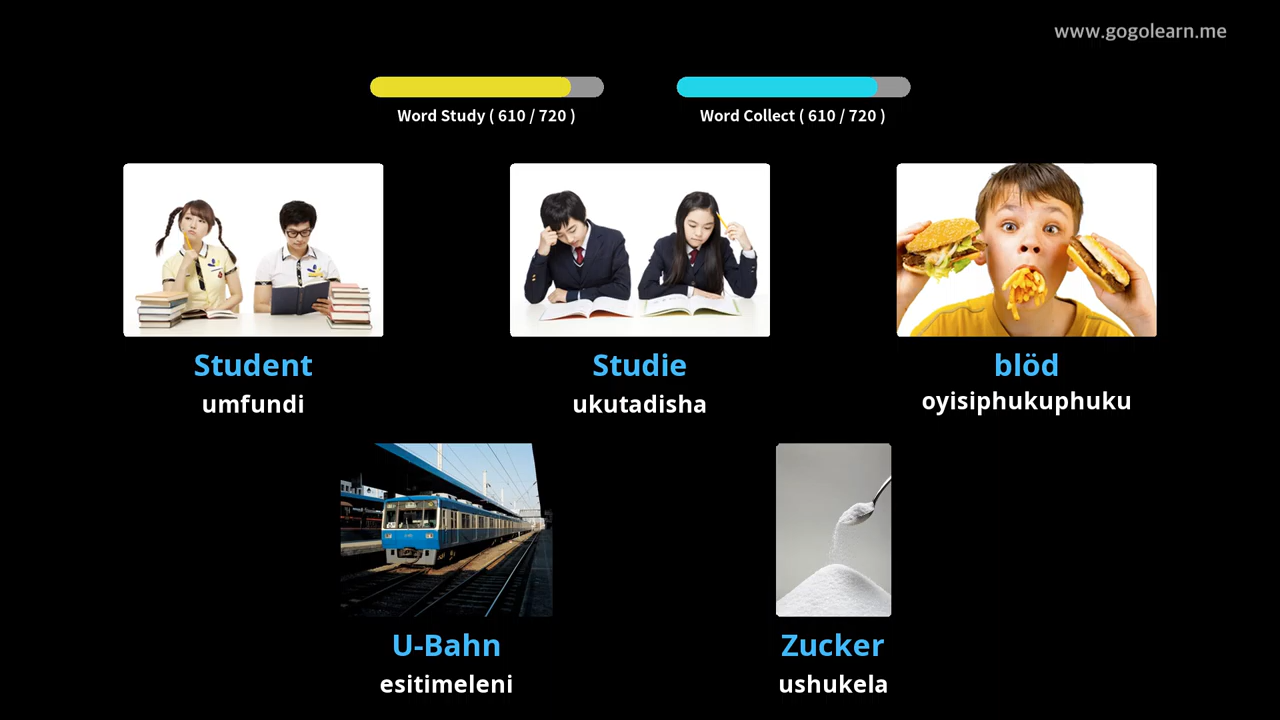 www.gogolearn.me
Word Study ( 610 / 720 )
Word Collect ( 610 / 720 )
Student
umfundi
Studie
ukutadisha
blöd
oyisiphukuphuku
U-Bahn
esitimeleni
Zucker
ushukela